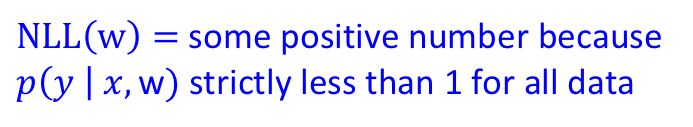 NLL(w) = some positive number because
p(y | x, w) strictly less than 1 for all data